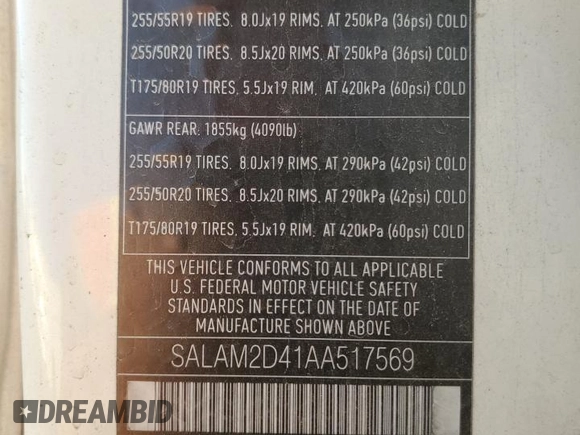 255/55R19 TIRES. 8.0Jx19 RIMS. AT 250kPa (36psi) COLD
255/50R20 TIRES. 8.5Jx20 RIMS. AT 250kPa (36psi) COLD
T175/80R19 TIRES. 5.5Jx19 RIM. AT 420kPa (60psi) COLD
GAWR REAR: 1855kg (4090lb)
255/55R19 TIRES. 8.0Jx19 RIMS. AT 290kPa (42psi) COLD
255/50R20 TIRES. 8.5Jx20 RIMS. AT 290kPa (42psi) COLD
T175/80R19 TIRES. 5.5Jx19 RIM. AT 420kPa (60psi) COLD
THIS VEHICLE CONFORMS TO ALL APPLICABLE
U.S. FEDERAL MOTOR VEHICLE SAFETY
STANDARDS IN EFFECT ON THE DATE OF
MANUFACTURE SHOWN ABOVE
SALAM2D41AA517569
DREAMBID